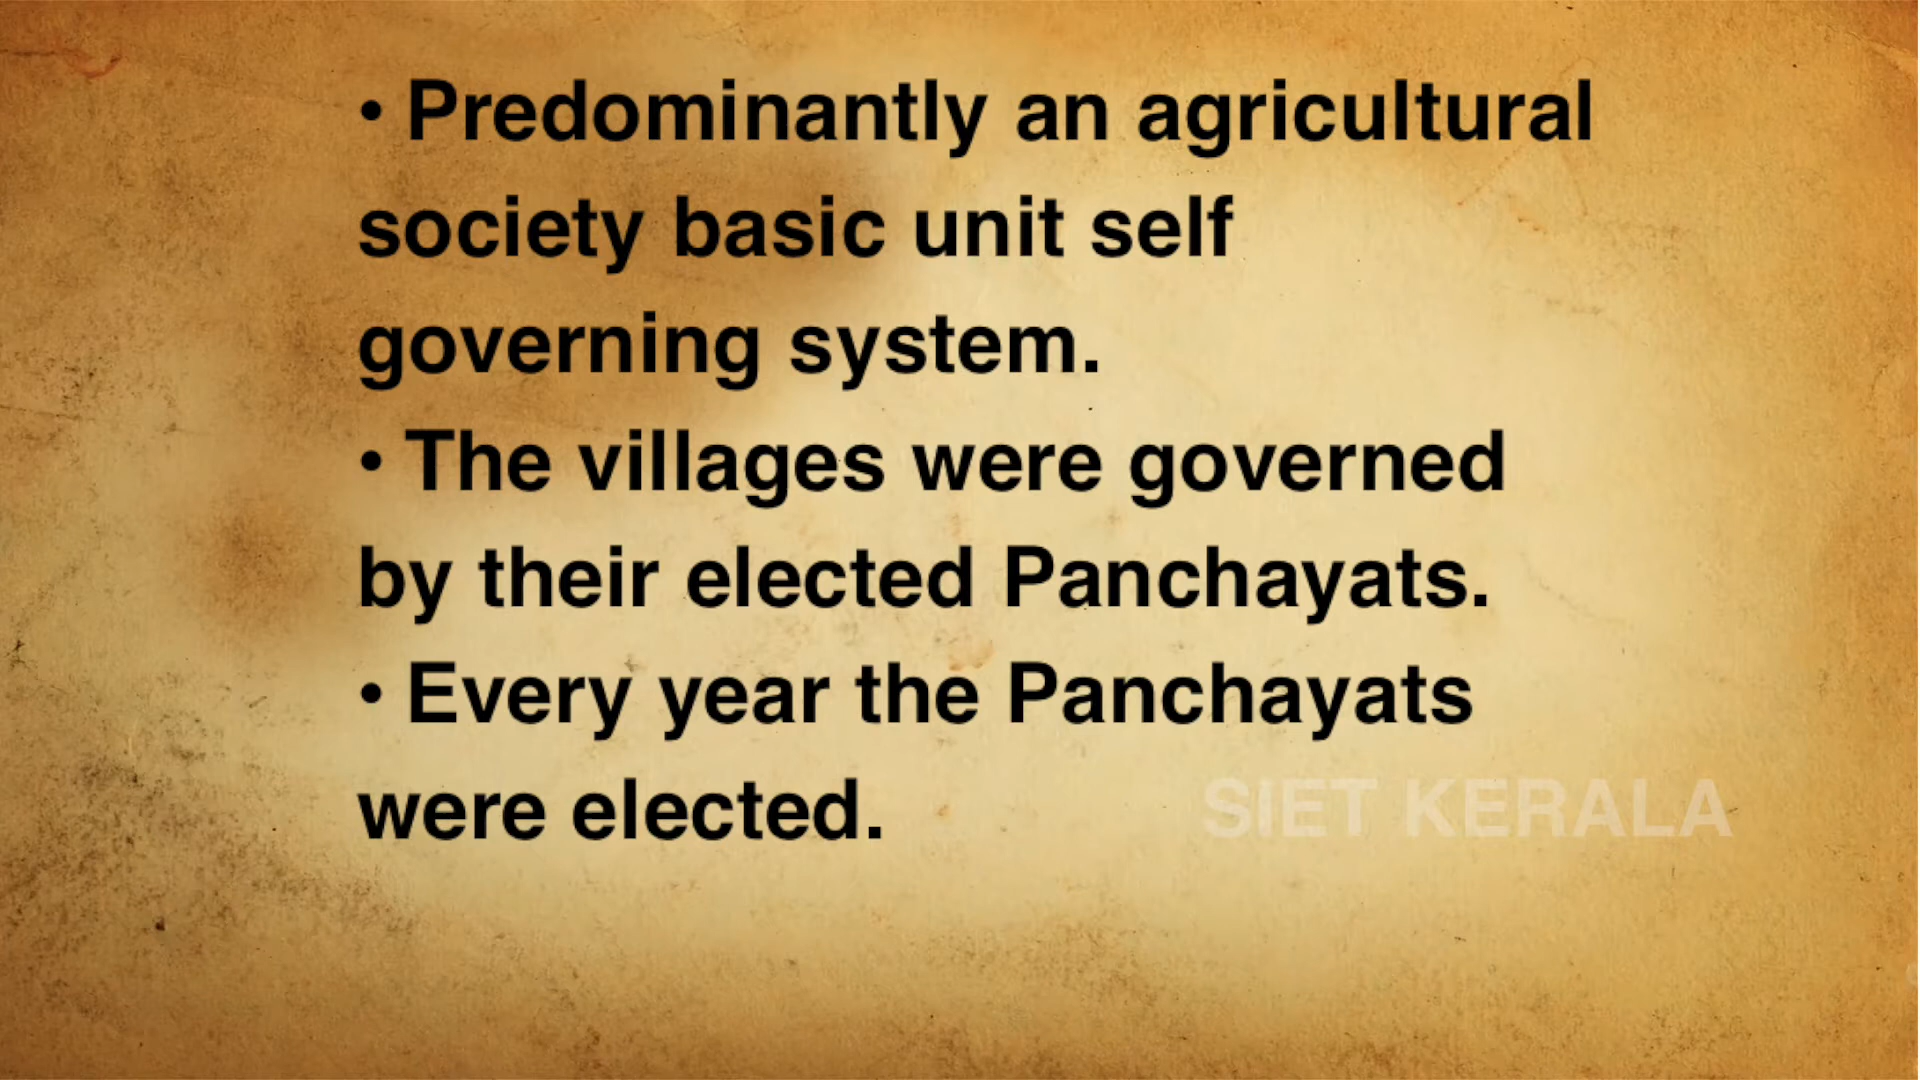 • Predominantly an agricultural
society basic unit self
governing system.
• The villages were governed
by their elected Panchayats.
• Every year the Panchayats
were elected.
SIET KERALA